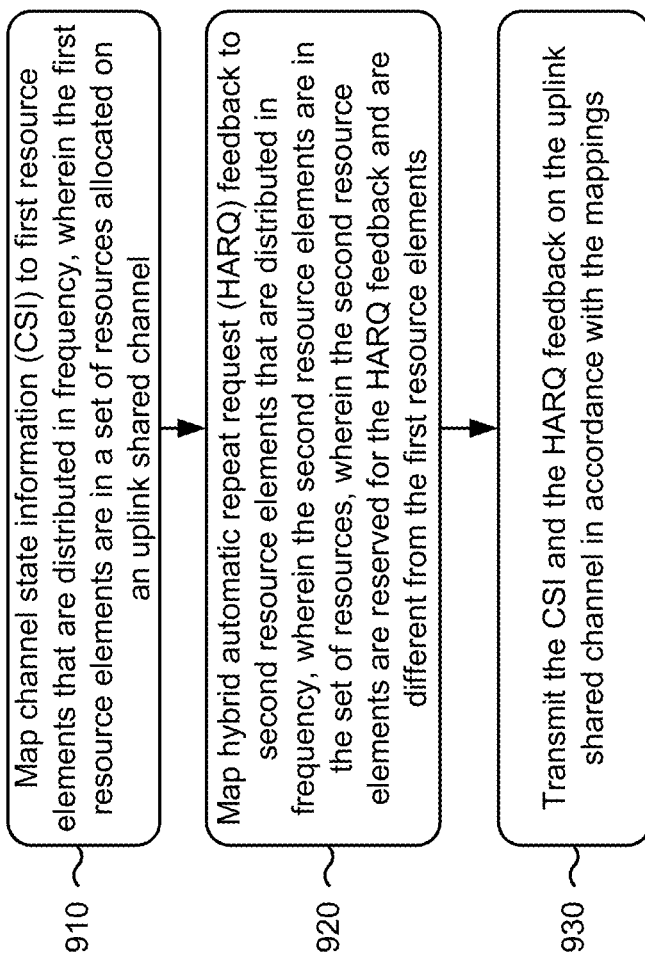 910
Map channel state information (CSI) to first resource
elements that are distributed in frequency, wherein the first
resource elements are in a set of resources allocated on
an uplink shared channel
920
Map hybrid automatic repeat request (HARQ) feedback to
second resource elements that are distributed in
frequency, wherein the second resource elements are in
the set of resources, wherein the second resource
elements are reserved for the HARQ feedback and are
different from the first resource elements
930
Transmit the CSI and the HARQ feedback on the uplink
shared channel in accordance with the mappings